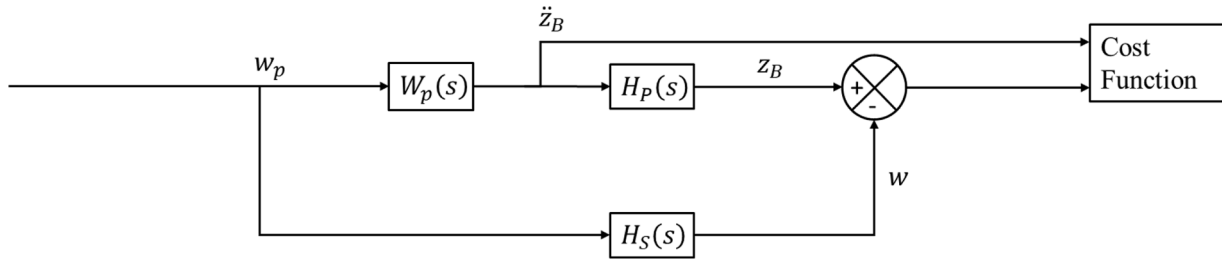 z̈_B
w_p
W_p(s)
H_P(s)
z_B
+
-
Cost
Function
w
H_S(s)